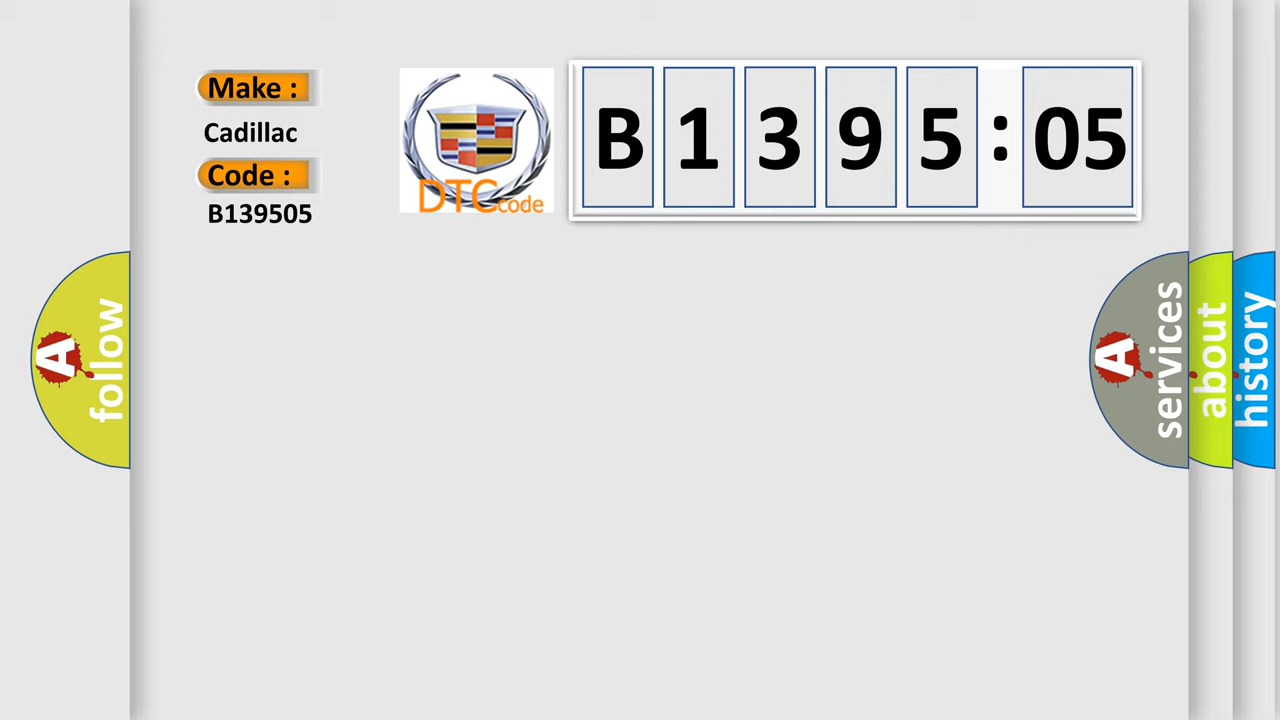 Make :
Cadillac
Code :
B139505
DTCcode
B 1 3 9 5 : 05
A follow
A services
about
history